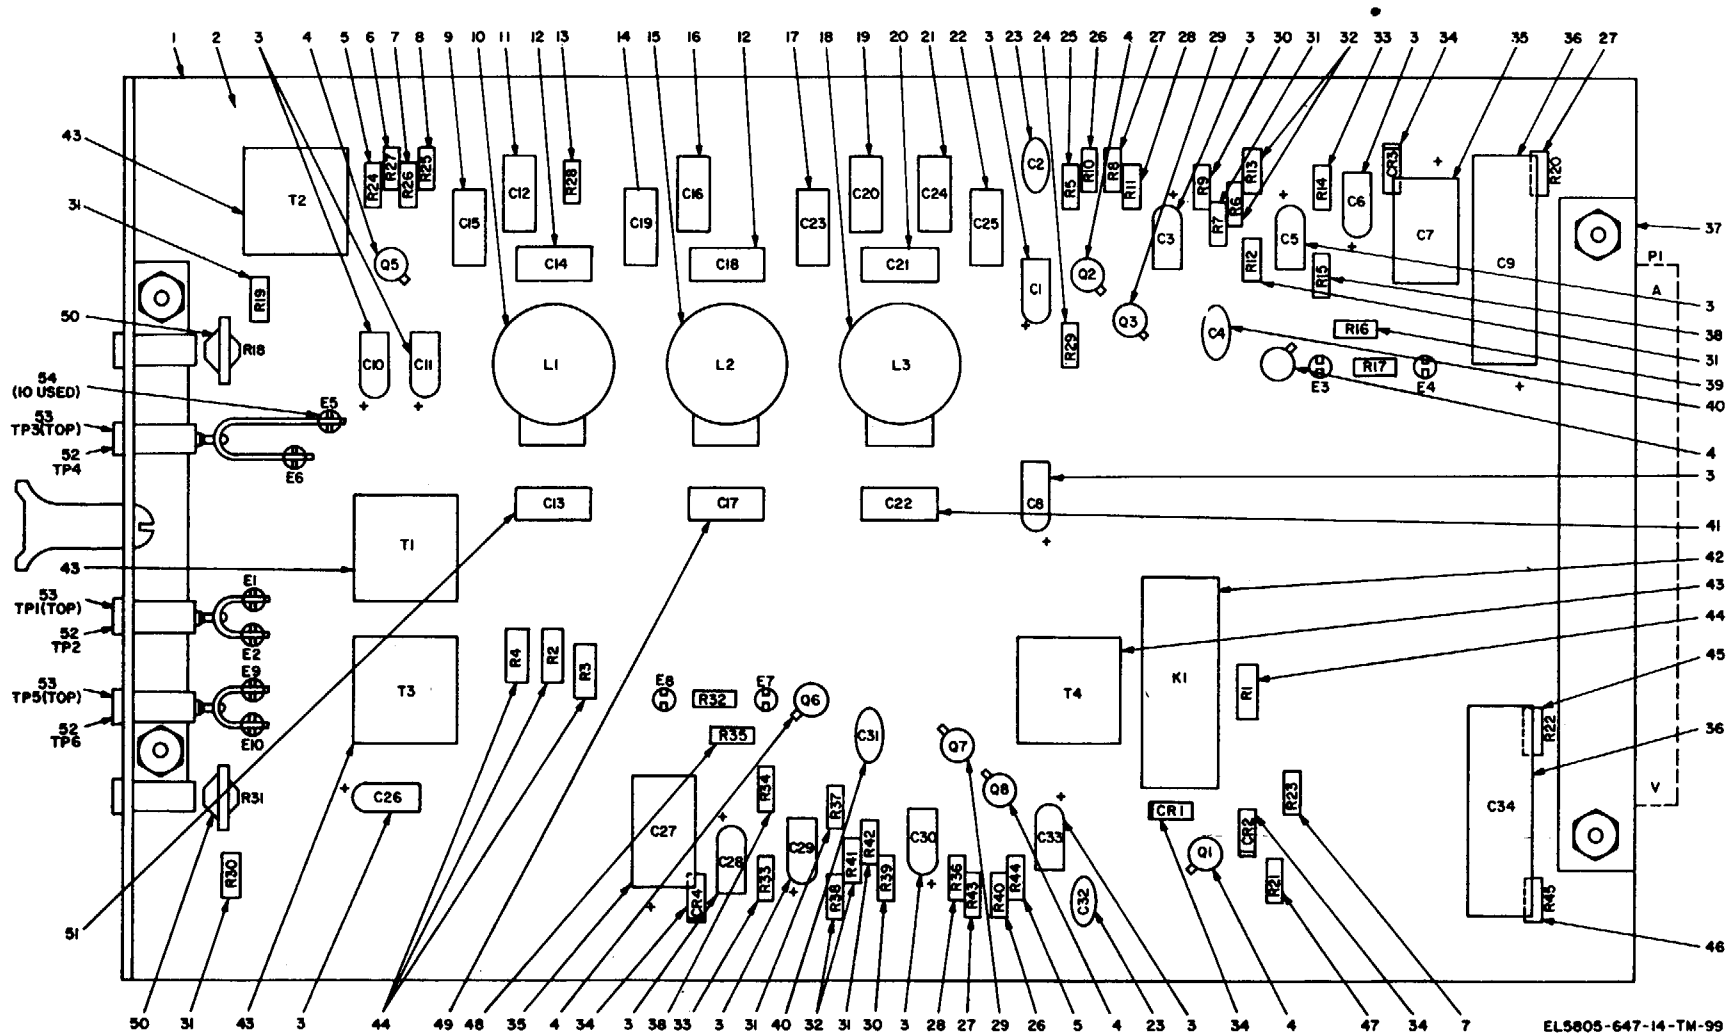 1 2 3 4 5 6 7 8 9 10 11 12 13 14 15 16 12 17 18 19 20 21 22 3 23 24 25 26 4 27 28 29 3 30 31 32 33 3 34 35 36 27
43 T2 R24 R27 R26 R25 C15 C12 R28 C19 C16 C23 C20 C24 C25 C2 R5 R10 R8 R11 R9 R7 R6 R13 R14 C6 CR3 R20
C14 C18 C21 C1 C3 C5 C7 C9 37
31 R19 Q5 Q2 R12 R15 P1
A
3
50 R18 C10 C11 L1 L2 L3 R29 Q3 C4 R16 38
31
E3 R17 E4 39
40
54
(10 USED) E5
53
TP3(TOP)
52
TP4 E6
4
3
C13 C17 C22 C8 41
T1
43 42
43
E1
53
TP1(TOP)
52
TP2
E2 44
E9
53
TP5(TOP)
52
TP6
E10
T3 R4 R2 R3 E8 R32 E7 Q6 T4 K1 R1 45
R35 C31 Q7 R22 36
R31 C26 C27 R34 R37 Q8 C33 CR1 R23 C34 V
C28 C29 R42 C30 CR2
R30 CR4 R33 R38 R41 R39 R36 R43 R40 R44 C32 Q1 R21 R45
51 46
50 31 43 3 44 49 48 35 4 34 3 38 33 3 31 40 32 31 30 3 28 27 29 26 5 4 23 3 34 4 47 34 7
EL5805-647-14-TM-99